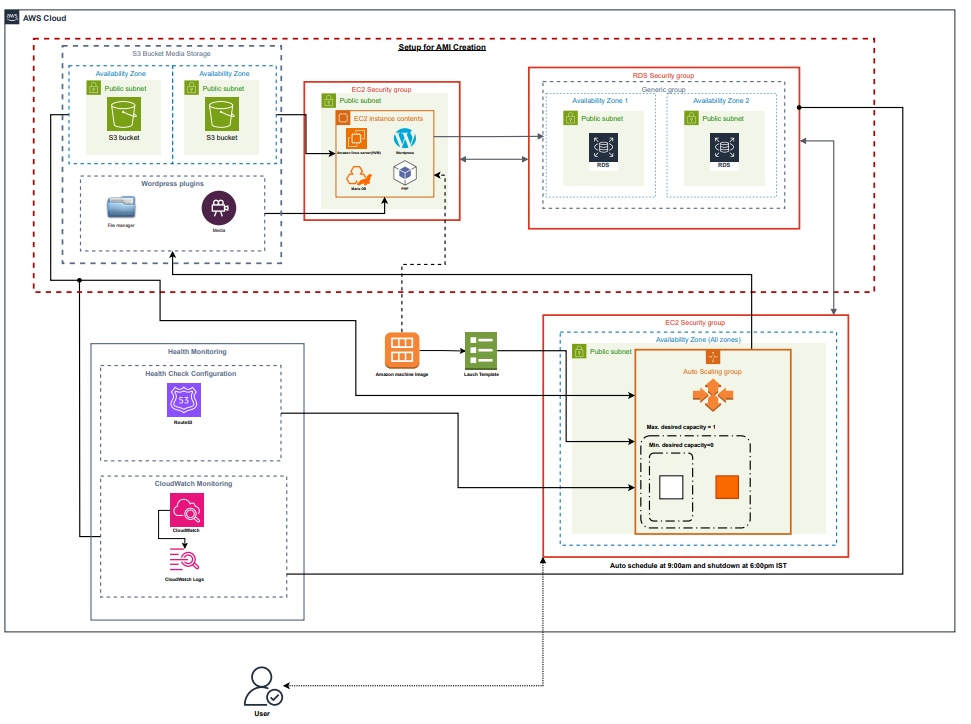 aws AWS Cloud
Setup for AMI Creation
S3 Bucket Media Storage
Availability Zone
Public subnet
S3 bucket
Availability Zone
Public subnet
S3 bucket
Wordpress plugins
File manager
Media
EC2 Security group
Public subnet
EC2 instance contents
Amazon Linux server(HVM)
Wordpress
Maria DB
PHP
RDS Security group
Generic group
Availability Zone 1
Public subnet
RDS
Availability Zone 2
Public subnet
RDS
Amazon machine Image
Lauch Template
Health Monitoring
Health Check Configuration
53
Route53
CloudWatch Monitoring
CloudWatch
CloudWatch Logs
EC2 Security group
Availability Zone (All zones)
Public subnet
Auto Scaling group
Max. desired capacity = 1
Min. desired capacity=0
Auto schedule at 9:00am and shutdown at 6:00pm IST
User